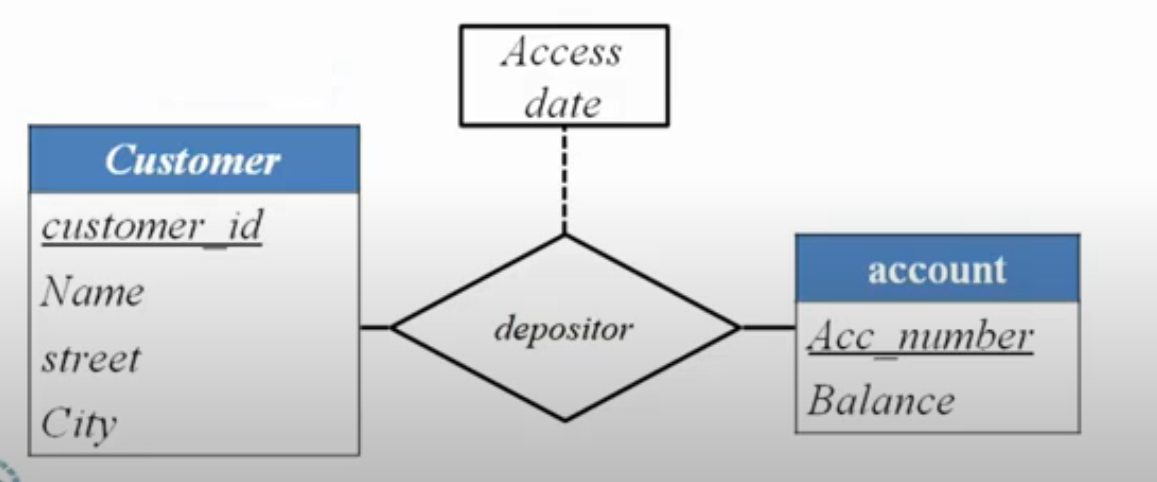 Access
date
Customer
customer_id
Name
street
City
depositor
account
Acc_number
Balance